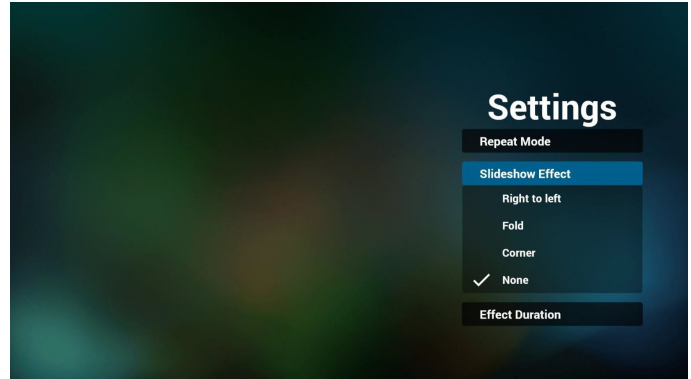 Settings
Repeat Mode
Slideshow Effect
Right to left
Fold
Corner
None
Effect Duration